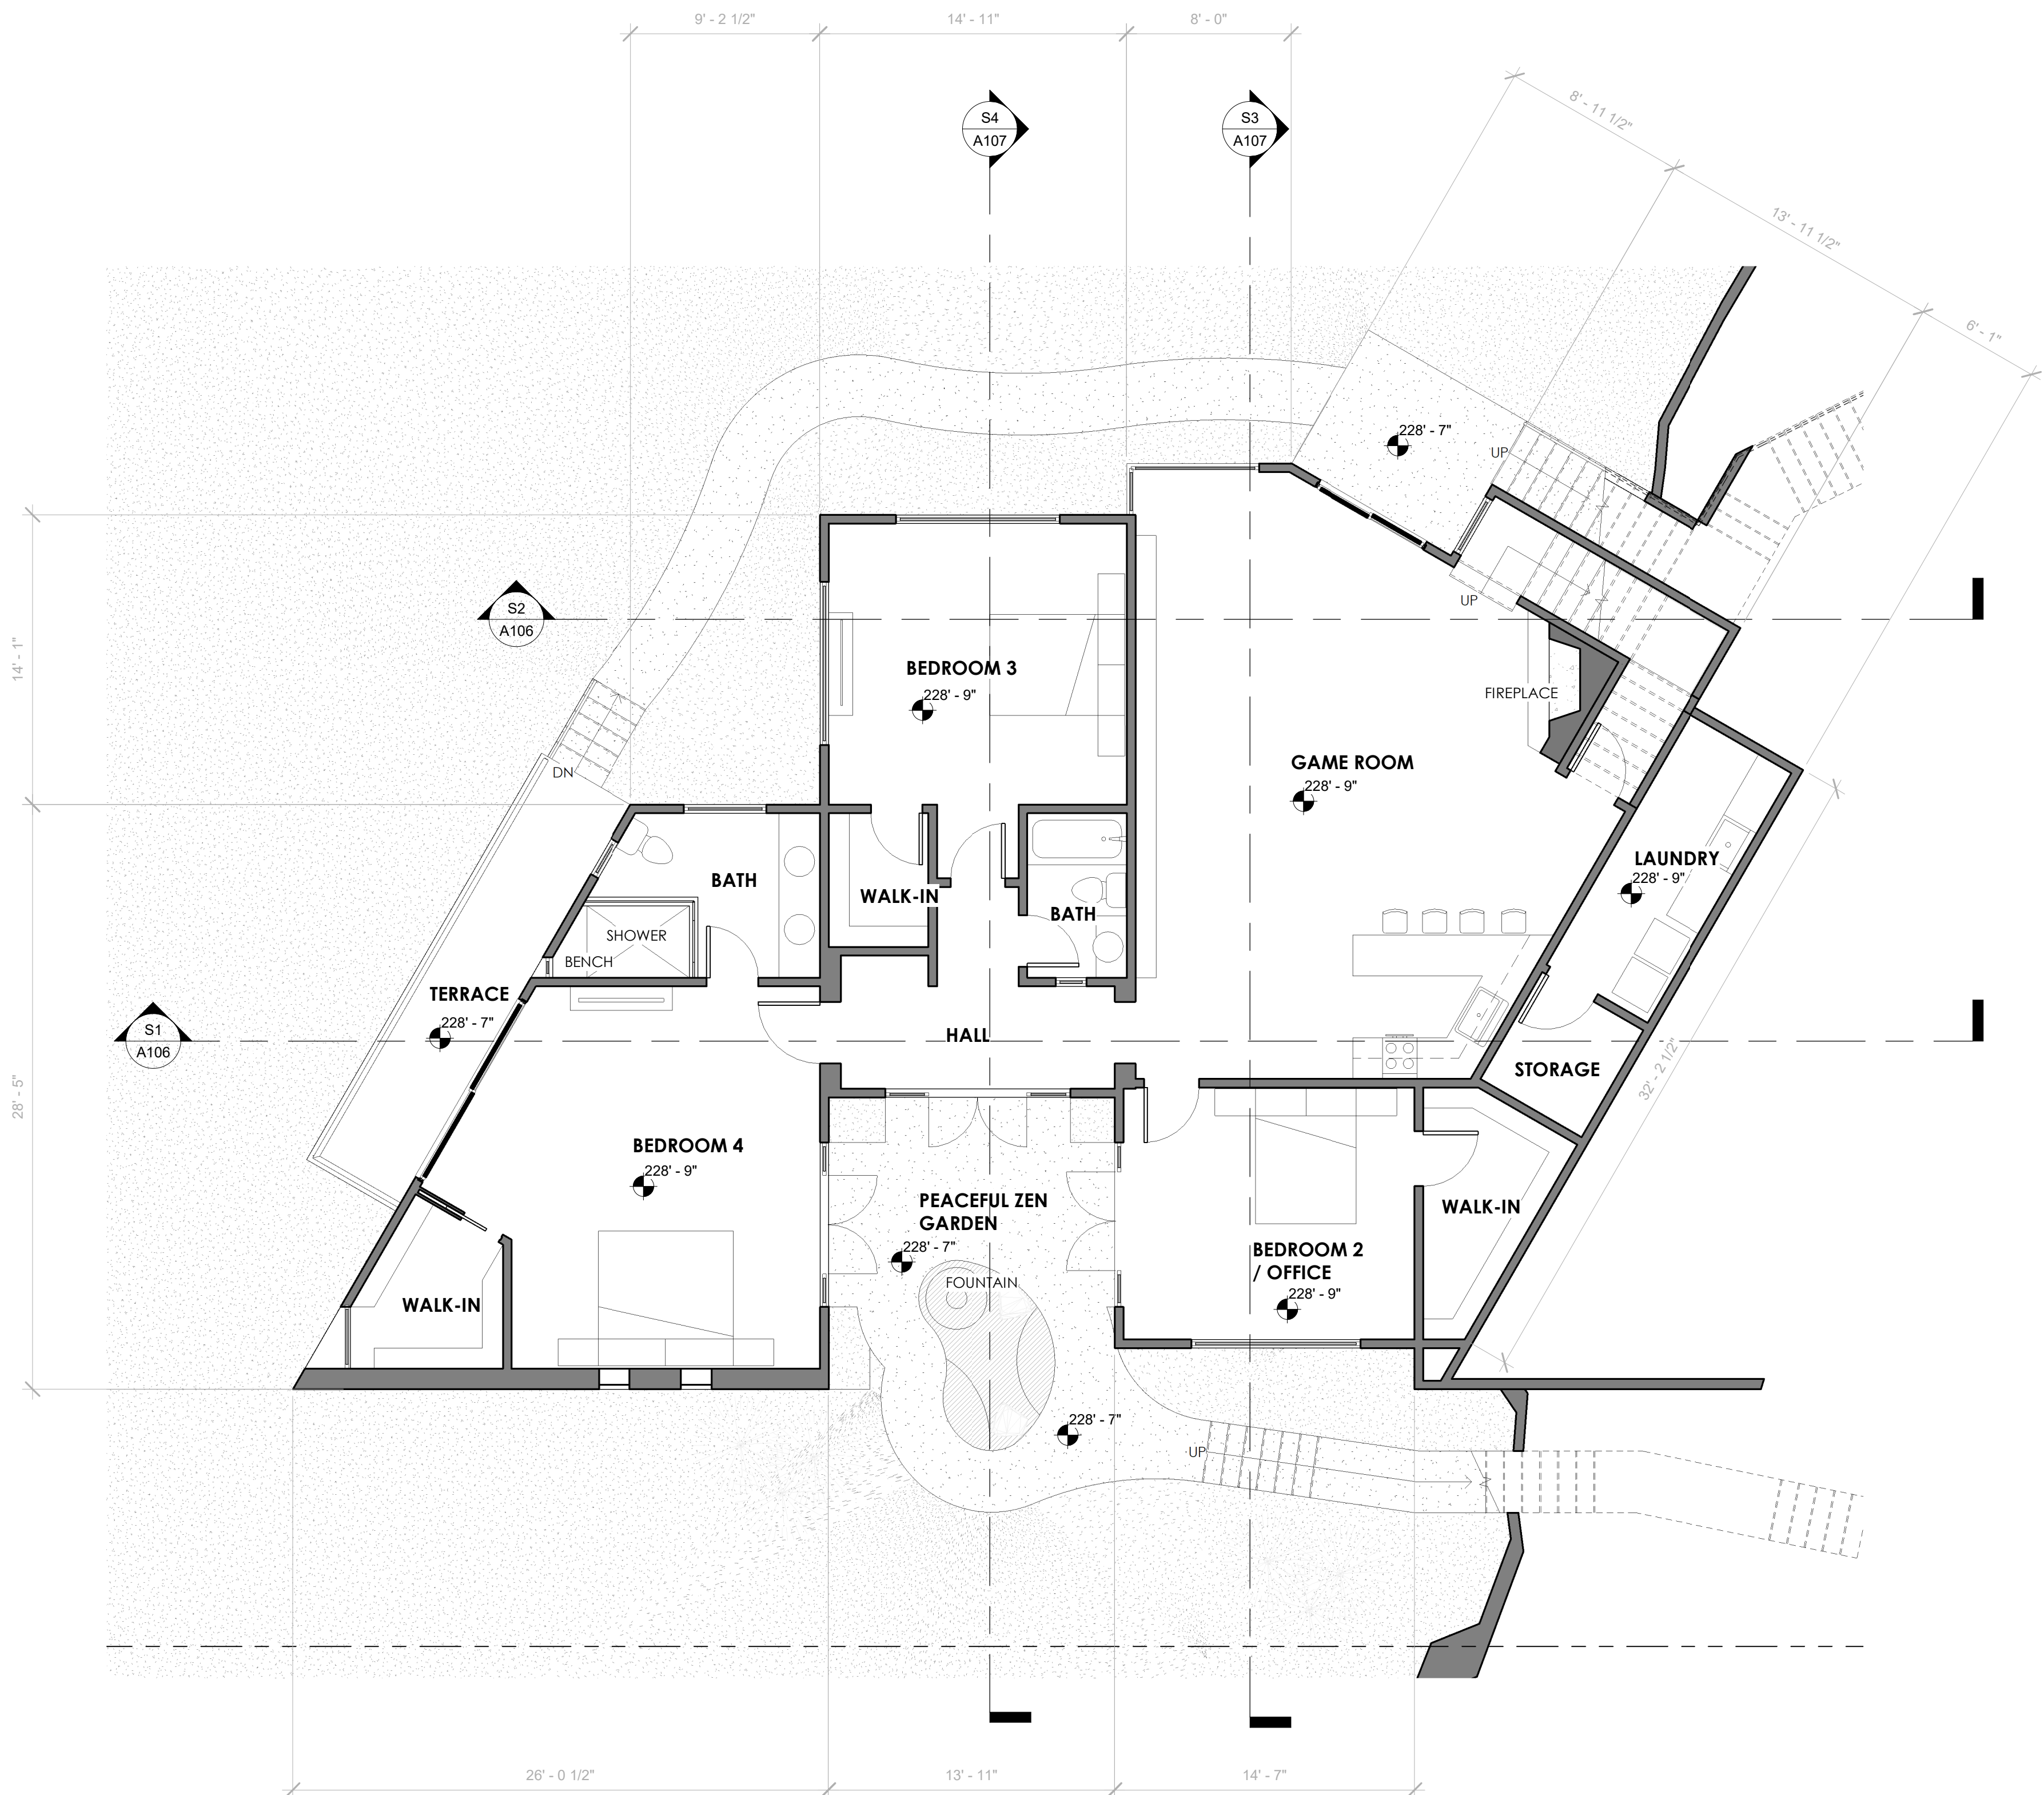 9' - 2 1/2"
14' - 11"
8' - 0"
8' - 11 1/2"
13' - 11 1/2"
6' - 1"
S4
A107
S3
A107
228' - 7"
UP
UP
S2
A106
14' - 1"
BEDROOM 3
228' - 9"
FIREPLACE
GAME ROOM
228' - 9"
DN
LAUNDRY
228' - 9"
BATH
WALK-IN
BATH
SHOWER
BENCH
TERRACE
228' - 7"
S1
A106
HALL
STORAGE
32' - 2 1/2"
28' - 5"
BEDROOM 4
228' - 9"
PEACEFUL ZEN
GARDEN
228' - 7"
FOUNTAIN
WALK-IN
BEDROOM 2
/ OFFICE
228' - 9"
WALK-IN
228' - 7"
UP
26' - 0 1/2"
13' - 11"
14' - 7"